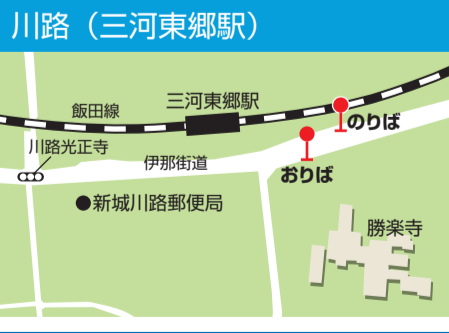 川路（三河東郷駅）
飯田線
三河東郷駅
のりば
川路光正寺
伊那街道
おりば
●新城川路郵便局
勝楽寺